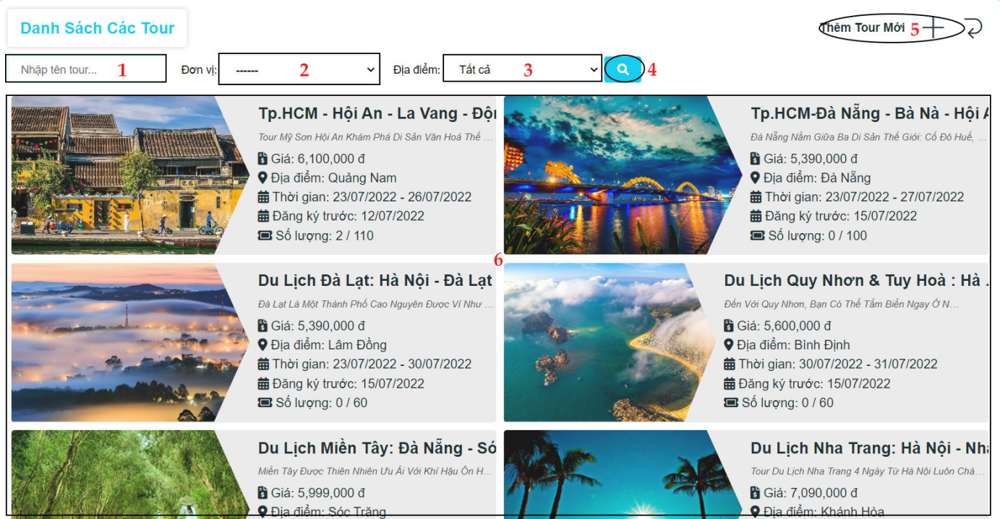 Danh Sách Các Tour
Thêm Tour Mới 5
Nhập tên tour... 1
Đơn vị: ------ 2
Địa điểm: Tất cả 3
4
Tp.HCM - Hội An - La Vang - Độn
Tour Mỹ Sơn Hội An Khám Phá Di Sản Văn Hoá Thế ...
Giá: 6,100,000 đ
Địa điểm: Quảng Nam
Thời gian: 23/07/2022 - 26/07/2022
Đăng ký trước: 12/07/2022
Số lượng: 2 / 110
Tp.HCM-Đà Nẵng - Bà Nà - Hội A
Đà Nẵng Nằm Giữa Ba Di Sản Thế Giới: Cố Đô Huế, ...
Giá: 5,390,000 đ
Địa điểm: Đà Nẵng
Thời gian: 23/07/2022 - 27/07/2022
Đăng ký trước: 15/07/2022
Số lượng: 0 / 100
6
Du Lịch Đà Lạt: Hà Nội - Đà Lạt
Đà Lạt Là Một Thành Phố Cao Nguyên Được Ví Như ...
Giá: 5,390,000 đ
Địa điểm: Lâm Đồng
Thời gian: 23/07/2022 - 30/07/2022
Đăng ký trước: 15/07/2022
Số lượng: 0 / 60
Du Lịch Quy Nhơn & Tuy Hoà : Hà .
Đến Với Quy Nhơn, Bạn Có Thể Tắm Biển Ngay Ở N...
Giá: 5,600,000 đ
Địa điểm: Bình Định
Thời gian: 30/07/2022 - 31/07/2022
Đăng ký trước: 15/07/2022
Số lượng: 0 / 60
Du Lịch Miền Tây: Đà Nẵng - Só
Miền Tây Được Thiên Nhiên Ưu Ái Với Khí Hậu Ôn H...
Giá: 5,999,000 đ
Địa điểm: Sóc Trăng
Du Lịch Nha Trang: Hà Nội - Nha
Tour Du Lịch Nha Trang 4 Ngày Từ Hà Nội Luôn Chà...
Giá: 7,090,000 đ
Địa điểm: Khánh Hòa